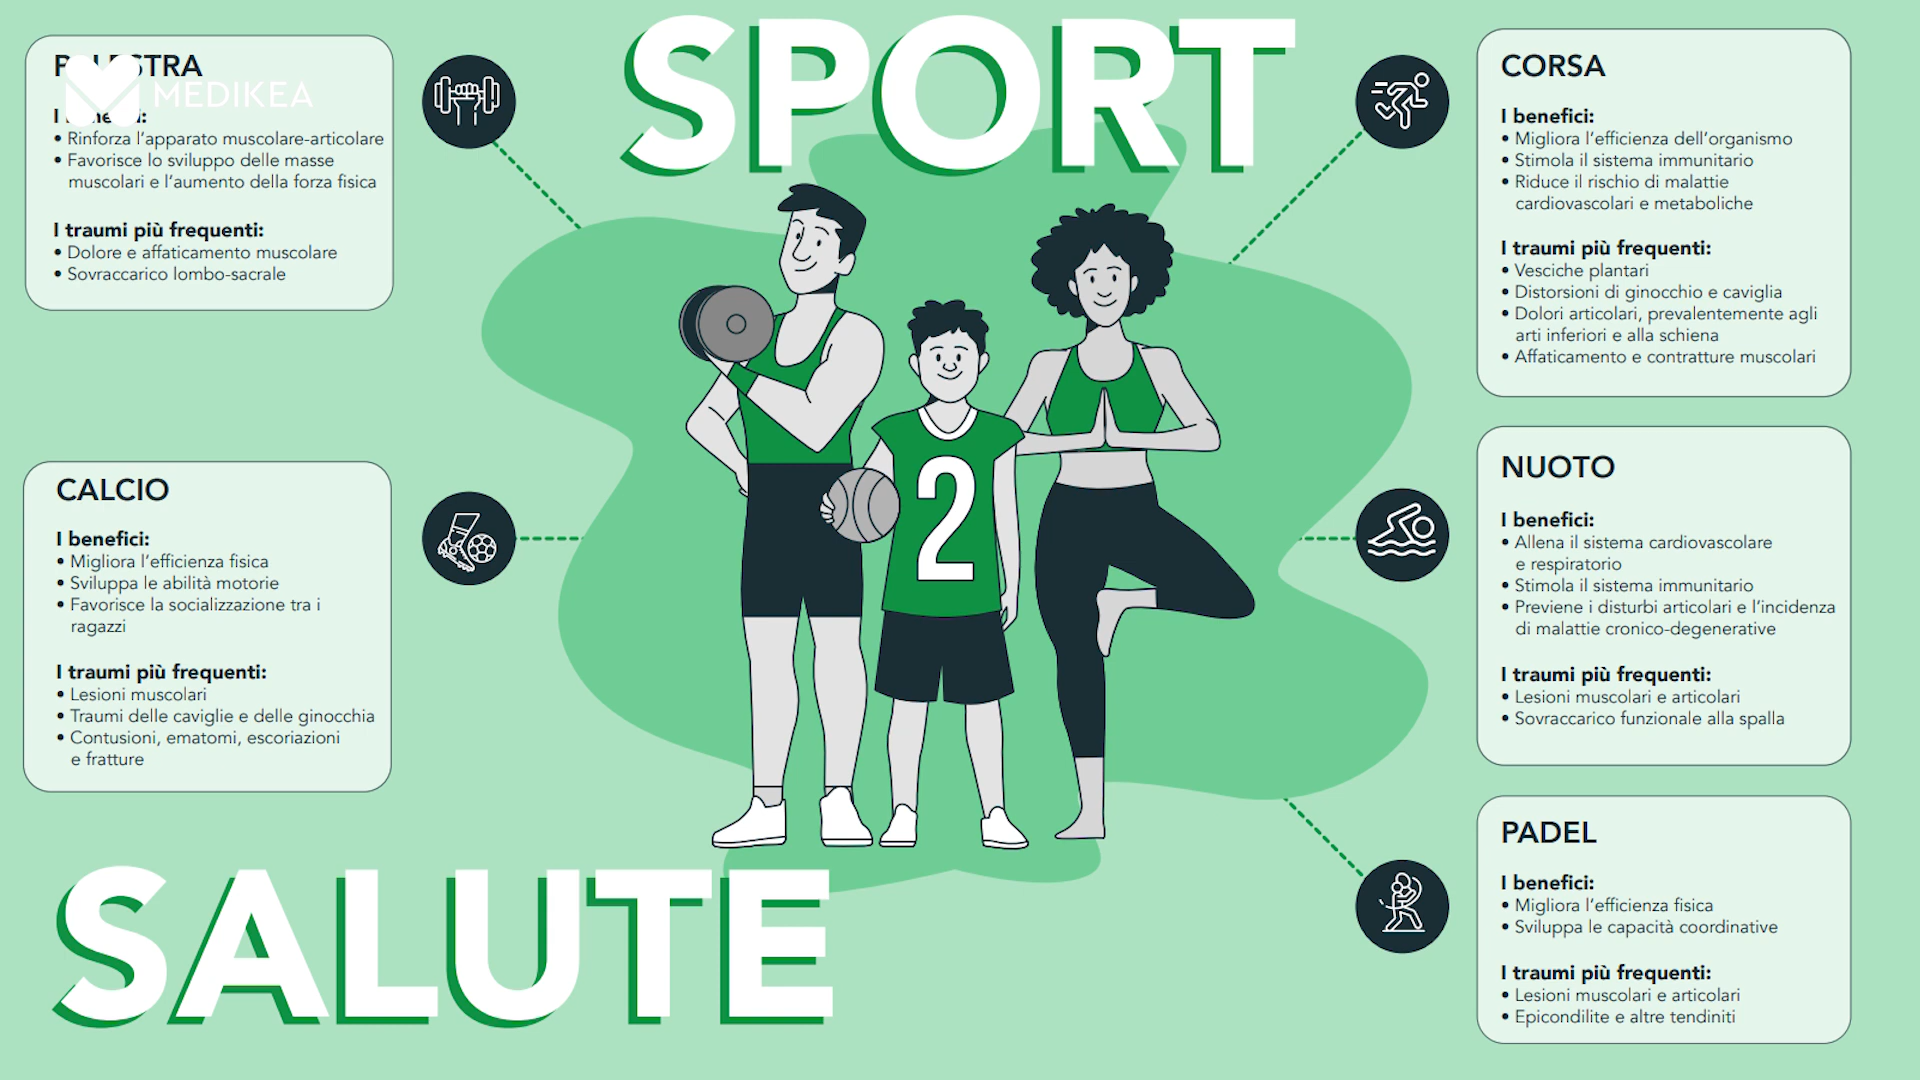 SPORT
PALESTRA
MEDIKEA
I benefici:
• Rinforza l'apparato muscolare-articolare
• Favorisce lo sviluppo delle masse
muscolari e l'aumento della forza fisica
I traumi più frequenti:
• Dolore e affaticamento muscolare
• Sovraccarico lombo-sacrale
CALCIO
I benefici:
• Migliora l'efficienza fisica
• Sviluppa le abilità motorie
• Favorisce la socializzazione tra i
ragazzi
I traumi più frequenti:
• Lesioni muscolari
• Traumi delle caviglie e delle ginocchia
• Contusioni, ematomi, escoriazioni
e fratture
2
CORSA
I benefici:
• Migliora l'efficienza dell'organismo
• Stimola il sistema immunitario
• Riduce il rischio di malattie
cardiovascolari e metaboliche
I traumi più frequenti:
• Vesciche plantari
• Distorsioni di ginocchio e caviglia
• Dolori articolari, prevalentemente agli
arti inferiori e alla schiena
• Affaticamento e contratture muscolari
NUOTO
I benefici:
• Allena il sistema cardiovascolare
e respiratorio
• Stimola il sistema immunitario
• Previene i disturbi articolari e l'incidenza
di malattie cronico-degenerative
I traumi più frequenti:
• Lesioni muscolari e articolari
• Sovraccarico funzionale alla spalla
PADEL
I benefici:
• Migliora l'efficienza fisica
• Sviluppa le capacità coordinative
I traumi più frequenti:
• Lesioni muscolari e articolari
• Epicondilite e altre tendiniti
SALUTE